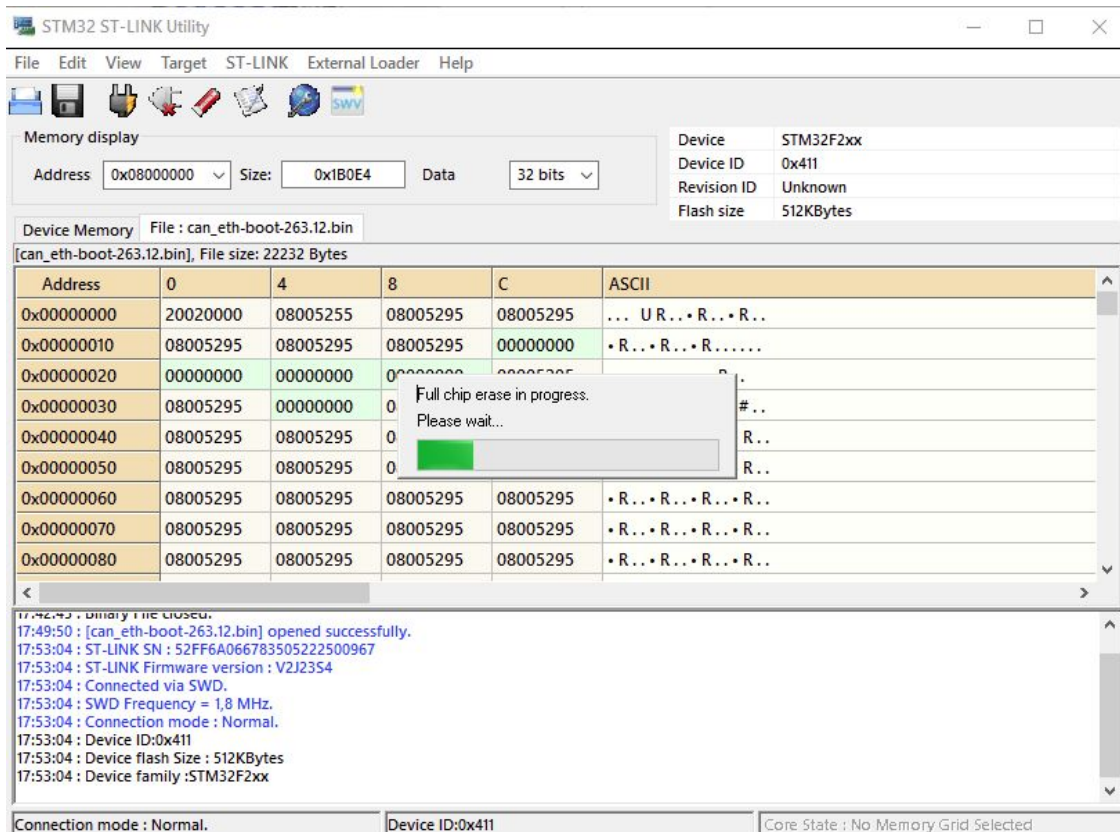 STM32 ST-LINK Utility
File Edit View Target ST-LINK External Loader Help
SWV
Memory display
Address 0x08000000 Size: 0x1B0E4 Data 32 bits
Device STM32F2xx
Device ID 0x411
Revision ID Unknown
Flash size 512KBytes
Device Memory File : can_eth-boot-263.12.bin
[can_eth-boot-263.12.bin], File size: 22232 Bytes
Address 0 4 8 C ASCII
0x00000000 20020000 08005255 08005295 08005295 ... UR..•R..•R..
0x00000010 08005295 08005295 08005295 00000000 •R..•R..•R......
0x00000020 00000000 00000000
0x00000030 08005295 00000000 #..
0x00000040 08005295 08005295 R..
0x00000050 08005295 08005295 R..
0x00000060 08005295 08005295 08005295 08005295 •R..•R..•R..•R..
0x00000070 08005295 08005295 08005295 08005295 •R..•R..•R..•R..
0x00000080 08005295 08005295 08005295 08005295 •R..•R..•R..•R..
Full chip erase in progress.
Please wait...
17:42:45 : Binary File closed.
17:49:50 : [can_eth-boot-263.12.bin] opened successfully.
17:53:04 : ST-LINK SN : 52FF6A066783505222500967
17:53:04 : ST-LINK Firmware version : V2J23S4
17:53:04 : Connected via SWD.
17:53:04 : SWD Frequency = 1,8 MHz.
17:53:04 : Connection mode : Normal.
17:53:04 : Device ID:0x411
17:53:04 : Device flash Size : 512KBytes
17:53:04 : Device family :STM32F2xx
Connection mode : Normal. Device ID:0x411 Core State : No Memory Grid Selected